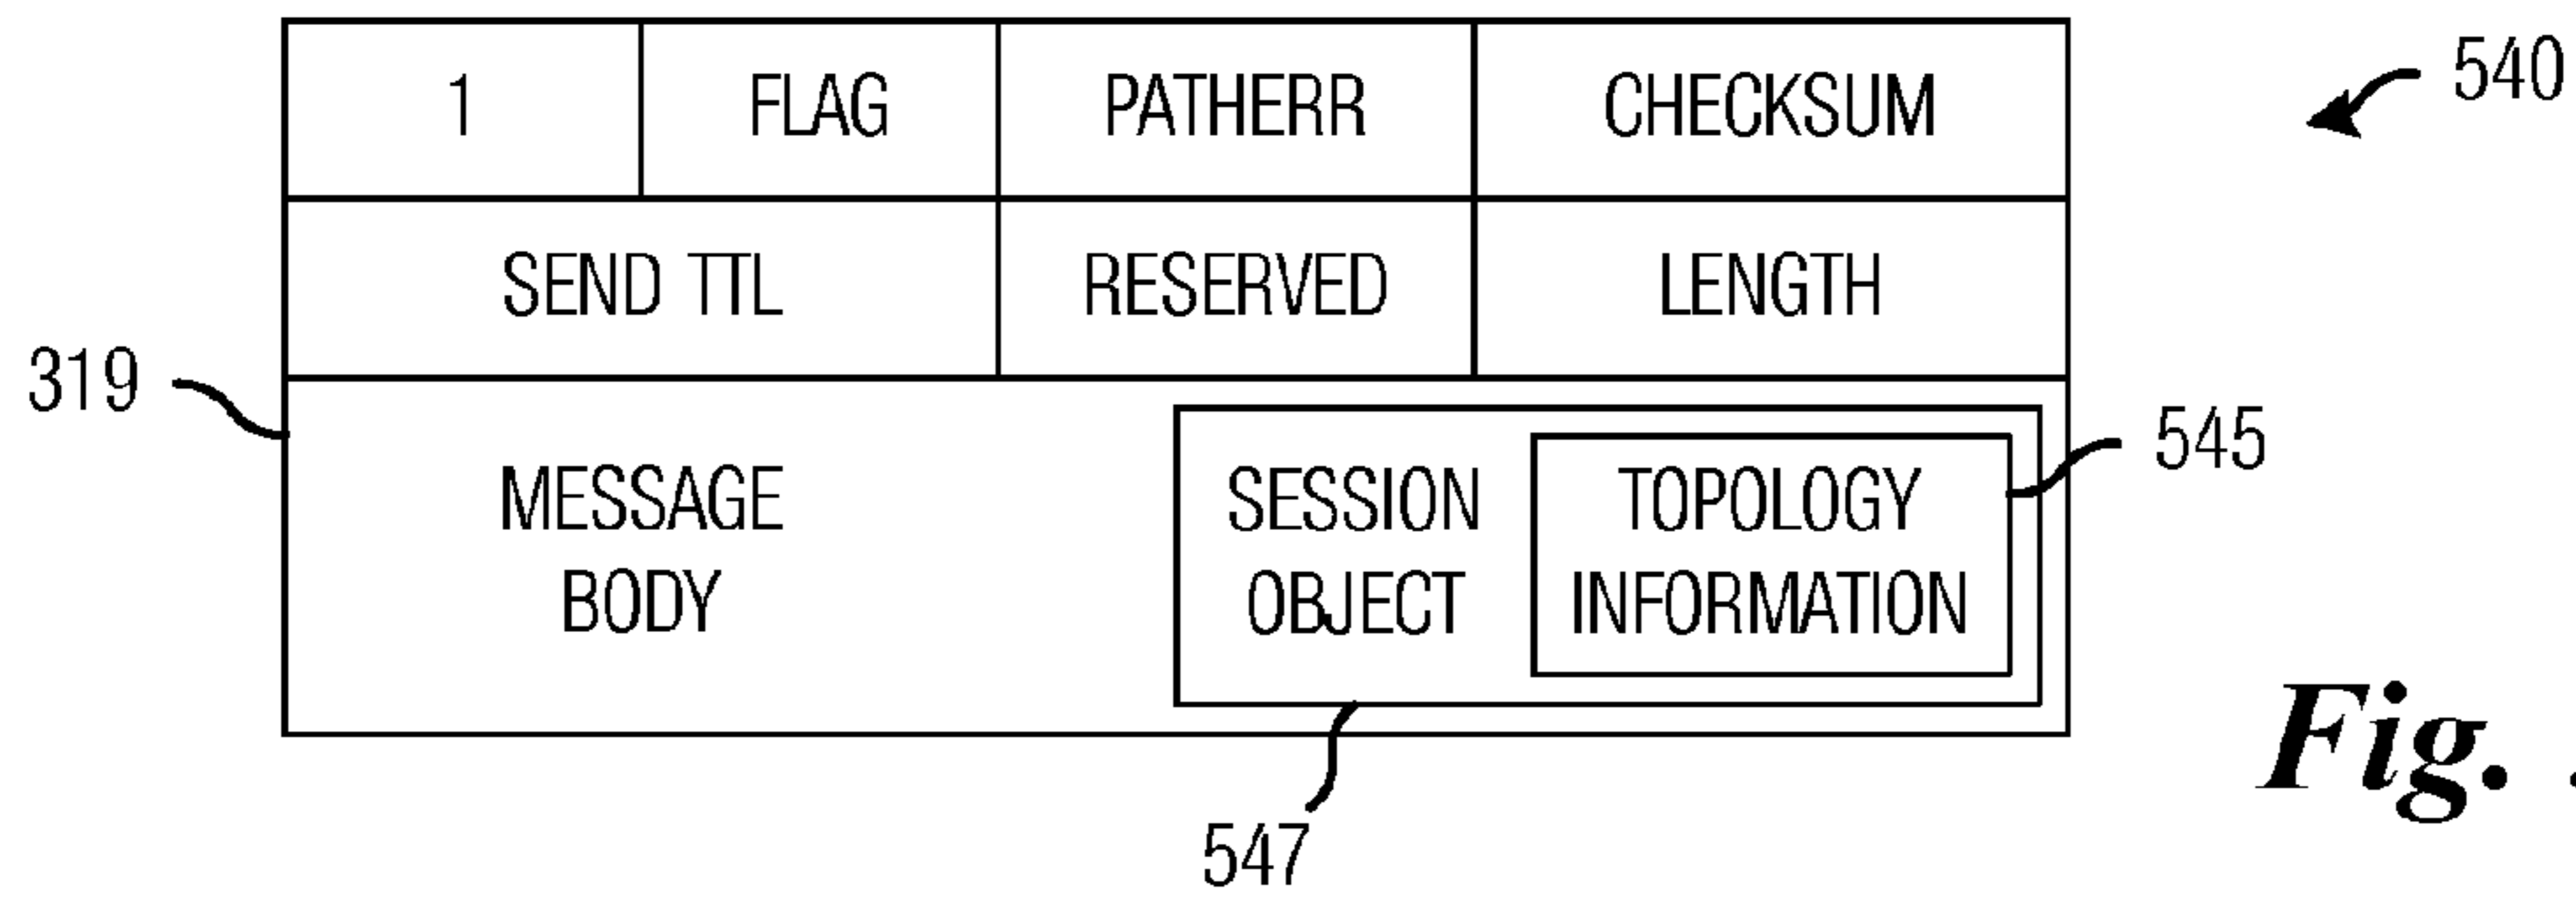 1 FLAG PATHERR CHECKSUM 540
SEND TTL RESERVED LENGTH
319
545
MESSAGE SESSION TOPOLOGY
BODY OBJECT INFORMATION
547
Fig.